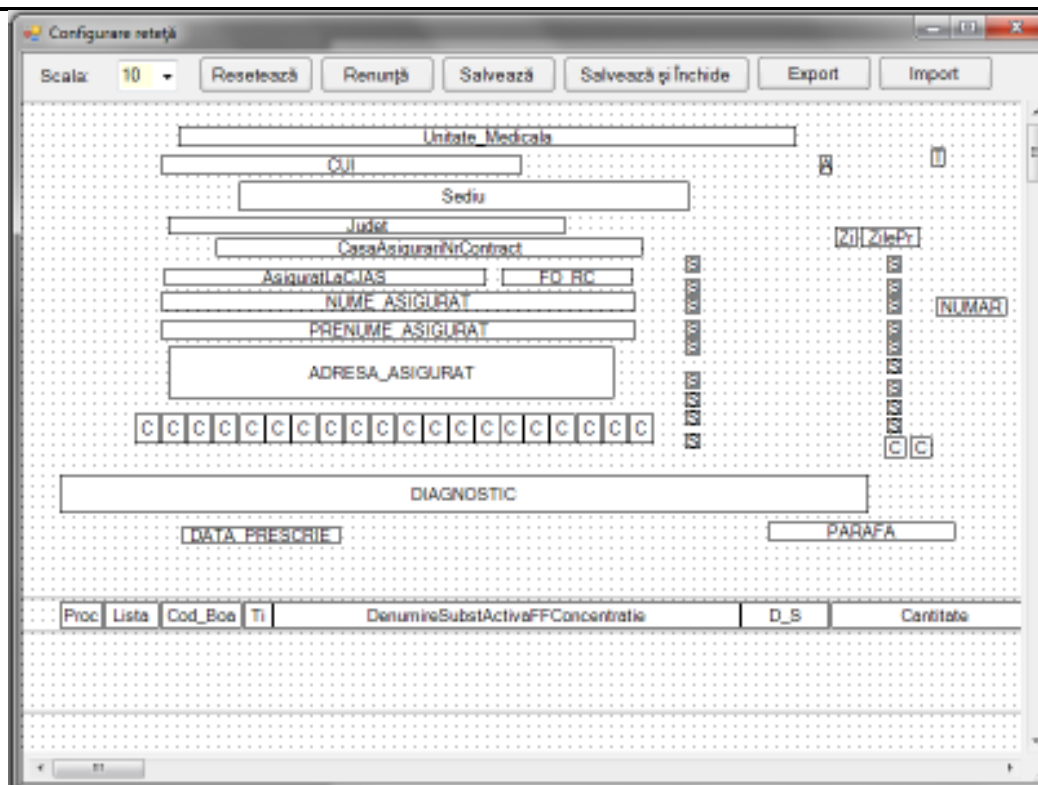 Configurare rețetă
Scala: 10 Resetează Renunță Salvează Salvează și Închide Export Import
Unitate_Medicala
CUI A T
Sediu
Judet
Zi ZilePr
CasaAsigurariNrContract
S S
AsiguratLaCJAS FO_RC
S S
NUME_ASIGURAT S S NUMAR
PRENUME_ASIGURAT S S
S S
ADRESA_ASIGURAT S
S S
S S
S S
C C C C C C C C C C C C C C C C C C C C
S C C
DIAGNOSTIC
DATA_PRESCRIE PARAFA
Proc Lista Cod_Boa Ti DenumireSubstActivaFFConcentratie D_S Cantitate